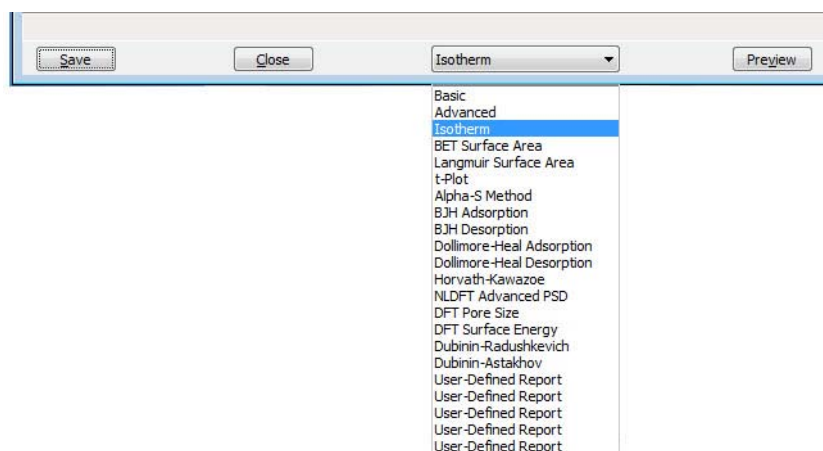 Save
Close
Isotherm
Preview
Basic
Advanced
Isotherm
BET Surface Area
Langmuir Surface Area
t-Plot
Alpha-S Method
BJH Adsorption
BJH Desorption
Dollimore-Heal Adsorption
Dollimore-Heal Desorption
Horvath-Kawazoe
NLDFT Advanced PSD
DFT Pore Size
DFT Surface Energy
Dubinin-Radushkevich
Dubinin-Astakhov
User-Defined Report
User-Defined Report
User-Defined Report
User-Defined Report
User-Defined Report